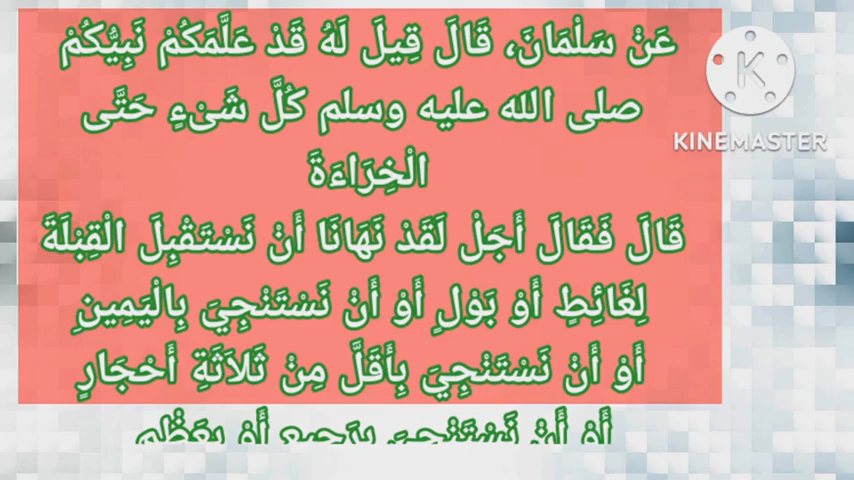 عَنْ سَلْمَانَ، قَالَ قِيلَ لَهُ قَدْ عَلَّمَكُمْ نَبِيُّكُمْ
صلى الله عليه وسلم كُلَّ شَىْءٍ حَتَّى
الْخِرَاءَةَ
قَالَ فَقَالَ أَجَلْ لَقَدْ نَهَانَا أَنْ نَسْتَقْبِلَ الْقِبْلَةَ
لِغَائِطٍ أَوْ بَوْلٍ أَوْ أَنْ نَسْتَنْجِيَ بِالْيَمِينِ
أَوْ أَنْ نَسْتَنْجِيَ بِأَقَلَّ مِنْ ثَلاَثَةِ أَحْجَارٍ
أَوْ أَنْ نَسْتَنْجِيَ بِرَجِيعٍ أَوْ بِعَظْمٍ
K
KINEMASTER